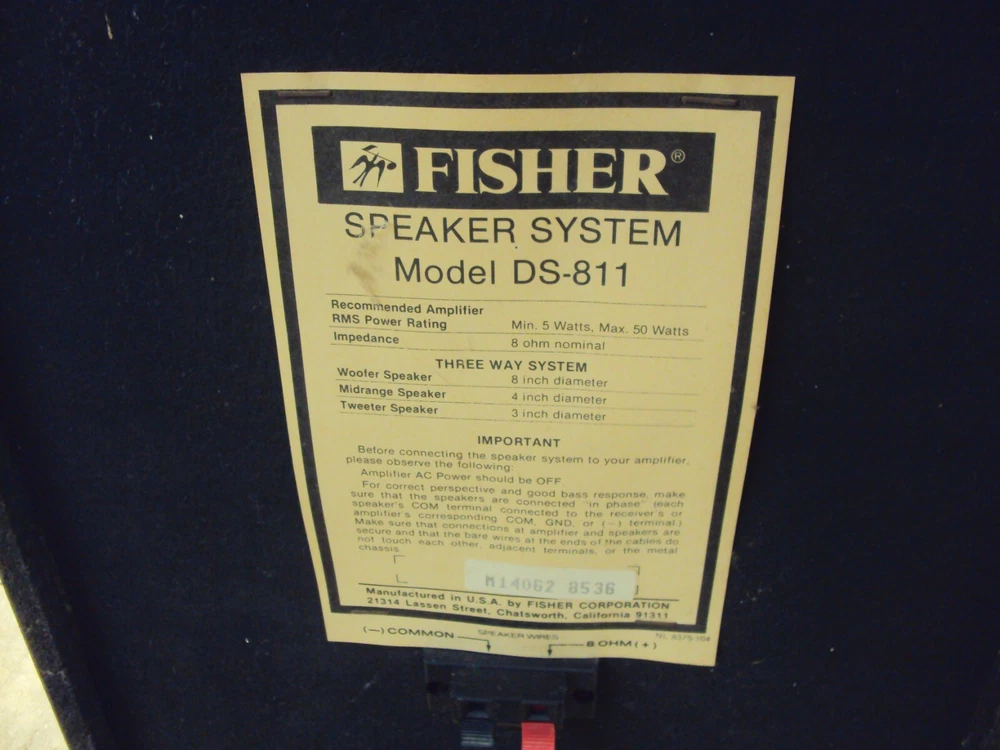 FISHER®
SPEAKER SYSTEM
Model DS-811
Recommended Amplifier
RMS Power Rating Min. 5 Watts, Max. 50 Watts
Impedance 8 ohm nominal
THREE WAY SYSTEM
Woofer Speaker 8 inch diameter
Midrange Speaker 4 inch diameter
Tweeter Speaker 3 inch diameter
IMPORTANT
Before connecting the speaker system to your amplifier,
please observe the following:
Amplifier AC Power should be OFF
For correct perspective and good bass response, make
sure that the speakers are connected "in phase" (each
speaker's COM terminal connected to the receiver's or
amplifier's corresponding COM, GND, or (-) terminal.)
Make sure that connections at amplifier and speakers are
secure and that the bare wires at the ends of the cables do
not touch each other, adjacent terminals, or the metal
chassis.
M14062 8536
Manufactured in U.S.A. by FISHER CORPORATION
21314 Lassen Street, Chatsworth, California 91311
(—) COMMON SPEAKER WIRES 8 OHM (+)